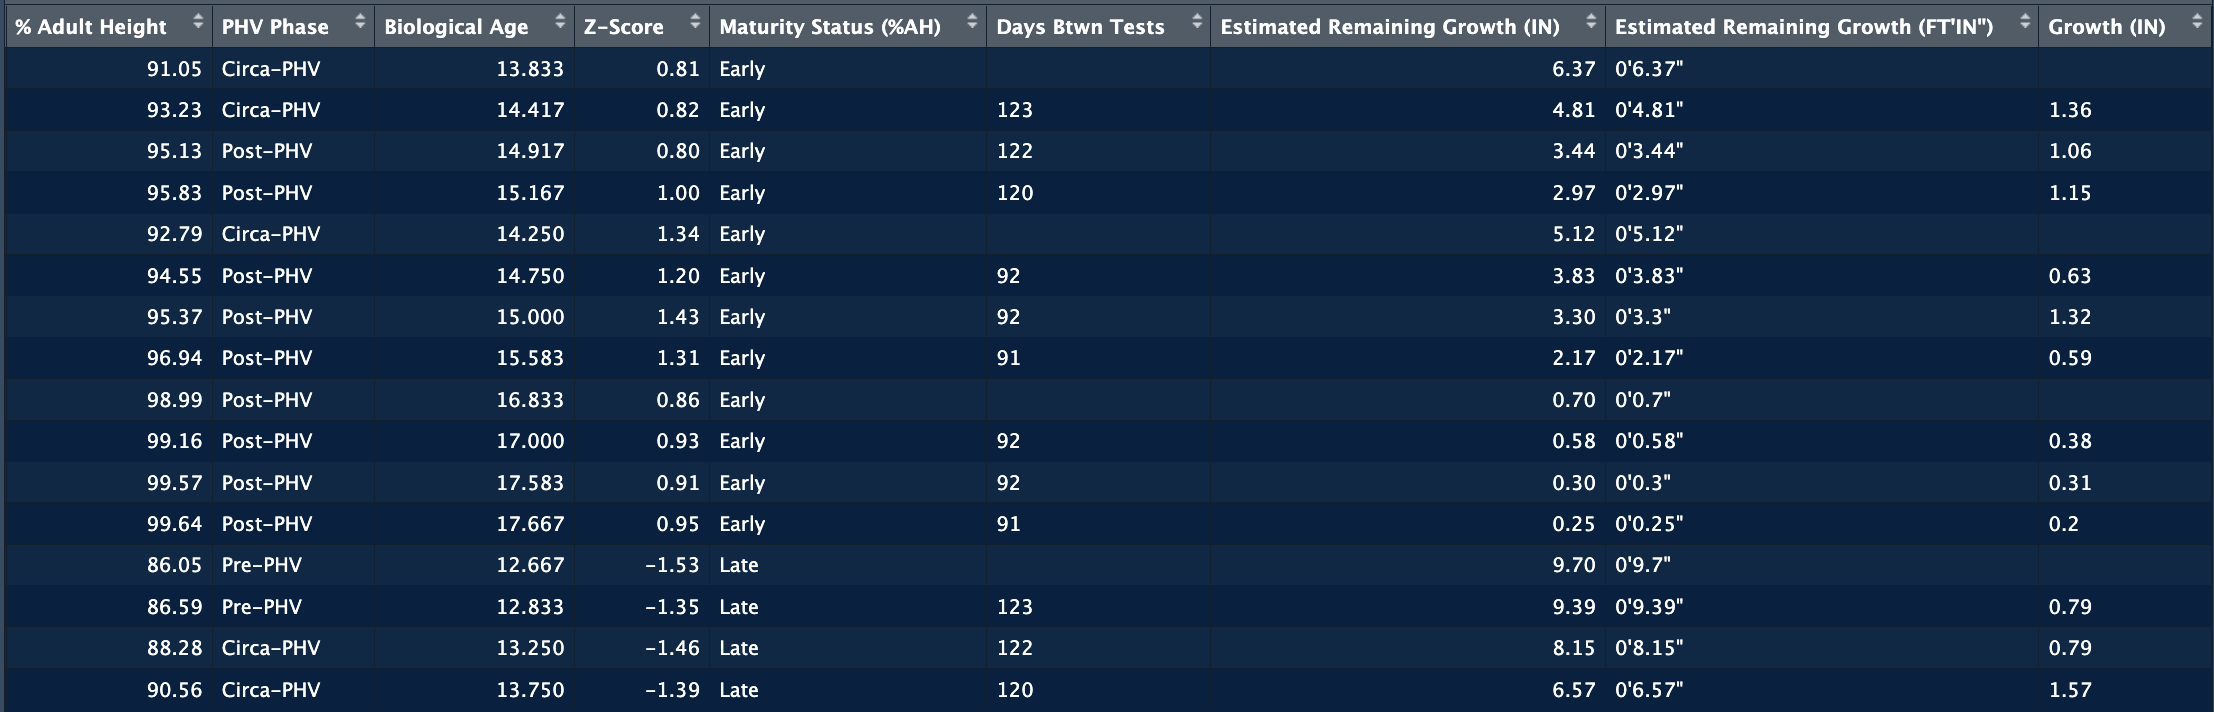 % Adult Height PHV Phase Biological Age Z-Score Maturity Status (%AH) Days Btwn Tests Estimated Remaining Growth (IN) Estimated Remaining Growth (FT'IN") Growth (IN)
91.05 Circa-PHV 13.833 0.81 Early 6.37 0'6.37"
93.23 Circa-PHV 14.417 0.82 Early 123 4.81 0'4.81" 1.36
95.13 Post-PHV 14.917 0.80 Early 122 3.44 0'3.44" 1.06
95.83 Post-PHV 15.167 1.00 Early 120 2.97 0'2.97" 1.15
92.79 Circa-PHV 14.250 1.34 Early 5.12 0'5.12"
94.55 Post-PHV 14.750 1.20 Early 92 3.83 0'3.83" 0.63
95.37 Post-PHV 15.000 1.43 Early 92 3.30 0'3.3" 1.32
96.94 Post-PHV 15.583 1.31 Early 91 2.17 0'2.17" 0.59
98.99 Post-PHV 16.833 0.86 Early 0.70 0'0.7"
99.16 Post-PHV 17.000 0.93 Early 92 0.58 0'0.58" 0.38
99.57 Post-PHV 17.583 0.91 Early 92 0.30 0'0.3" 0.31
99.64 Post-PHV 17.667 0.95 Early 91 0.25 0'0.25" 0.2
86.05 Pre-PHV 12.667 -1.53 Late 9.70 0'9.7"
86.59 Pre-PHV 12.833 -1.35 Late 123 9.39 0'9.39" 0.79
88.28 Circa-PHV 13.250 -1.46 Late 122 8.15 0'8.15" 0.79
90.56 Circa-PHV 13.750 -1.39 Late 120 6.57 0'6.57" 1.57